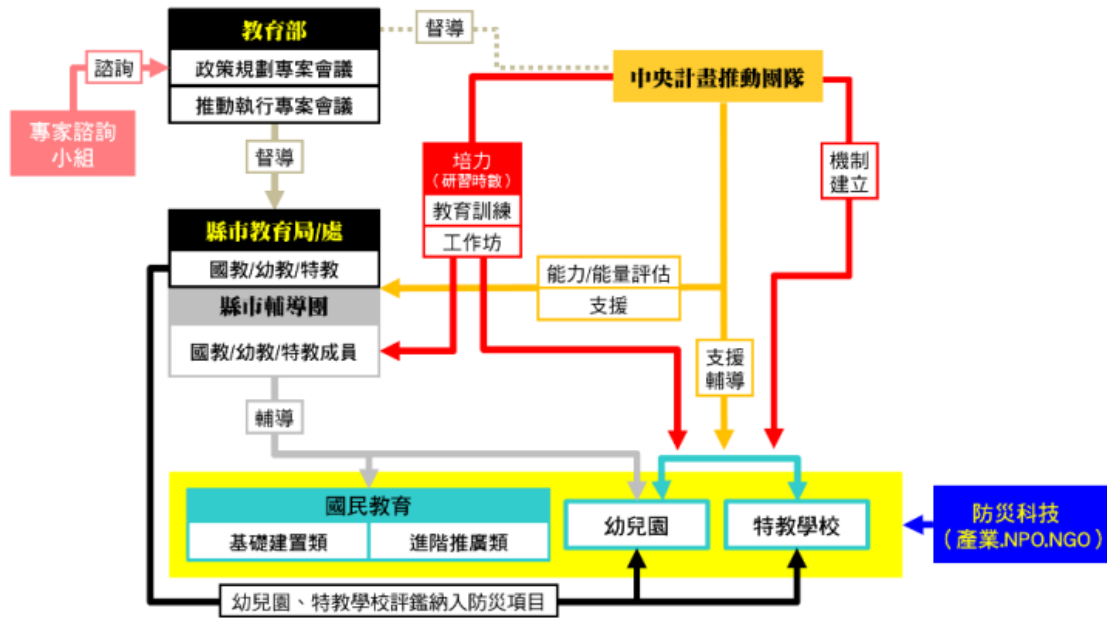 教育部
政策規劃專案會議
推動執行專案會議
督導
諮詢
專家諮詢
小組
中央計畫推動團隊
督導
培力
（研習時數）
教育訓練
工作坊
機制
建立
縣市教育局/處
國教/幼教/特教
縣市輔導團
國教/幼教/特教成員
能力/能量評估
支援
支援
輔導
輔導
國民教育
基礎建置類
進階推廣類
幼兒園
特教學校
防災科技
（產業.NPO.NGO）
幼兒園、特教學校評鑑納入防災項目